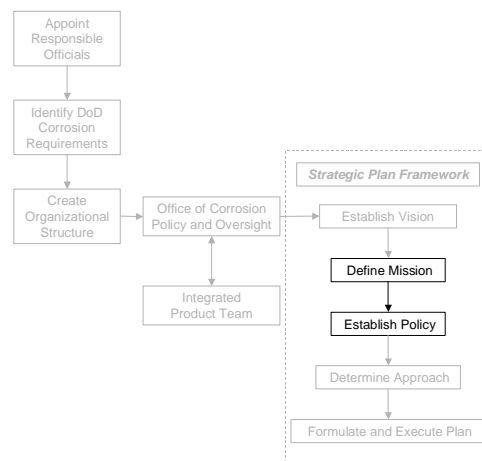 Appoint
Responsible
Officials
Identify DoD
Corrosion
Requirements
Create
Organizational
Structure
Office of Corrosion
Policy and Oversight
Integrated
Product Team
Strategic Plan Framework
Establish Vision
Define Mission
Establish Policy
Determine Approach
Formulate and Execute Plan